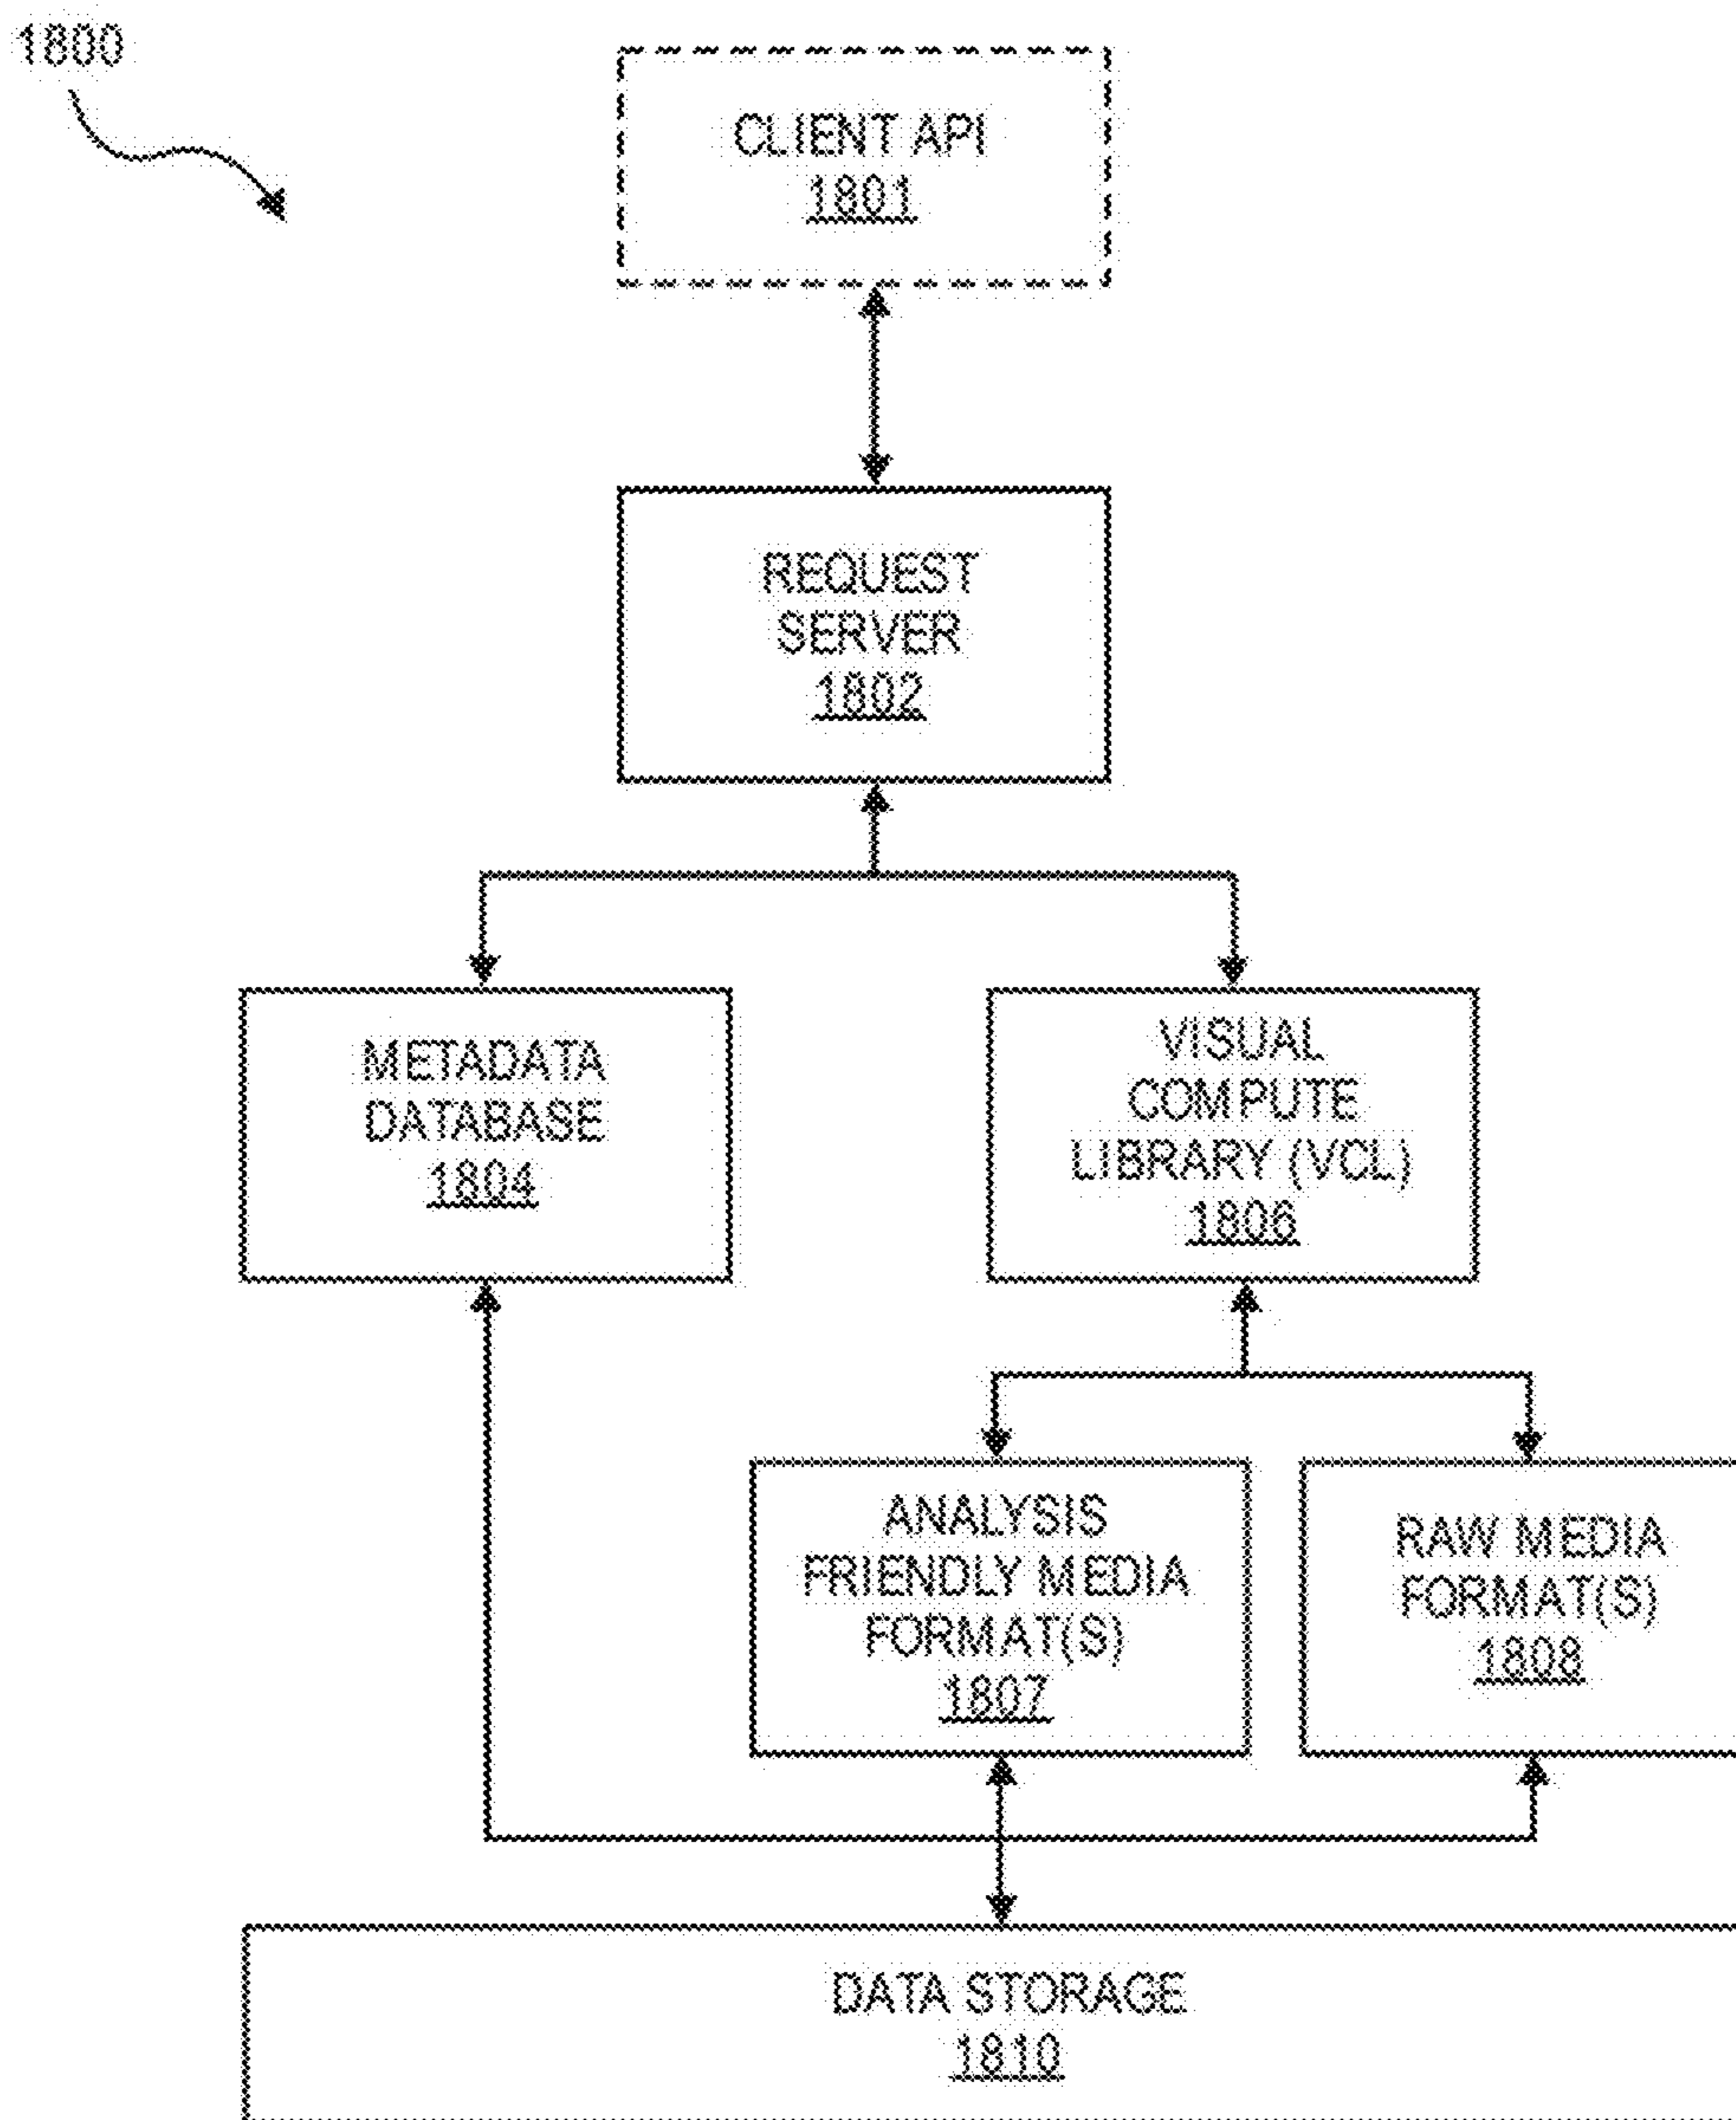 1800
CLIENT API
1801
REQUEST
SERVER
1802
METADATA
DATABASE
1804
VISUAL
COMPUTE
LIBRARY (VCL)
1806
ANALYSIS
FRIENDLY MEDIA
FORMAT(S)
1807
RAW MEDIA
FORMAT(S)
1808
DATA STORAGE
1810